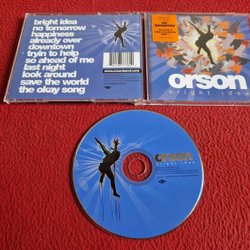 bright idea
no tomorrow
happiness
already over
downtown
tryin to help
so ahead of me
last night
look around
save the world
the okay song
www.orsonband.com
orson
bright idea
orson
bright idea